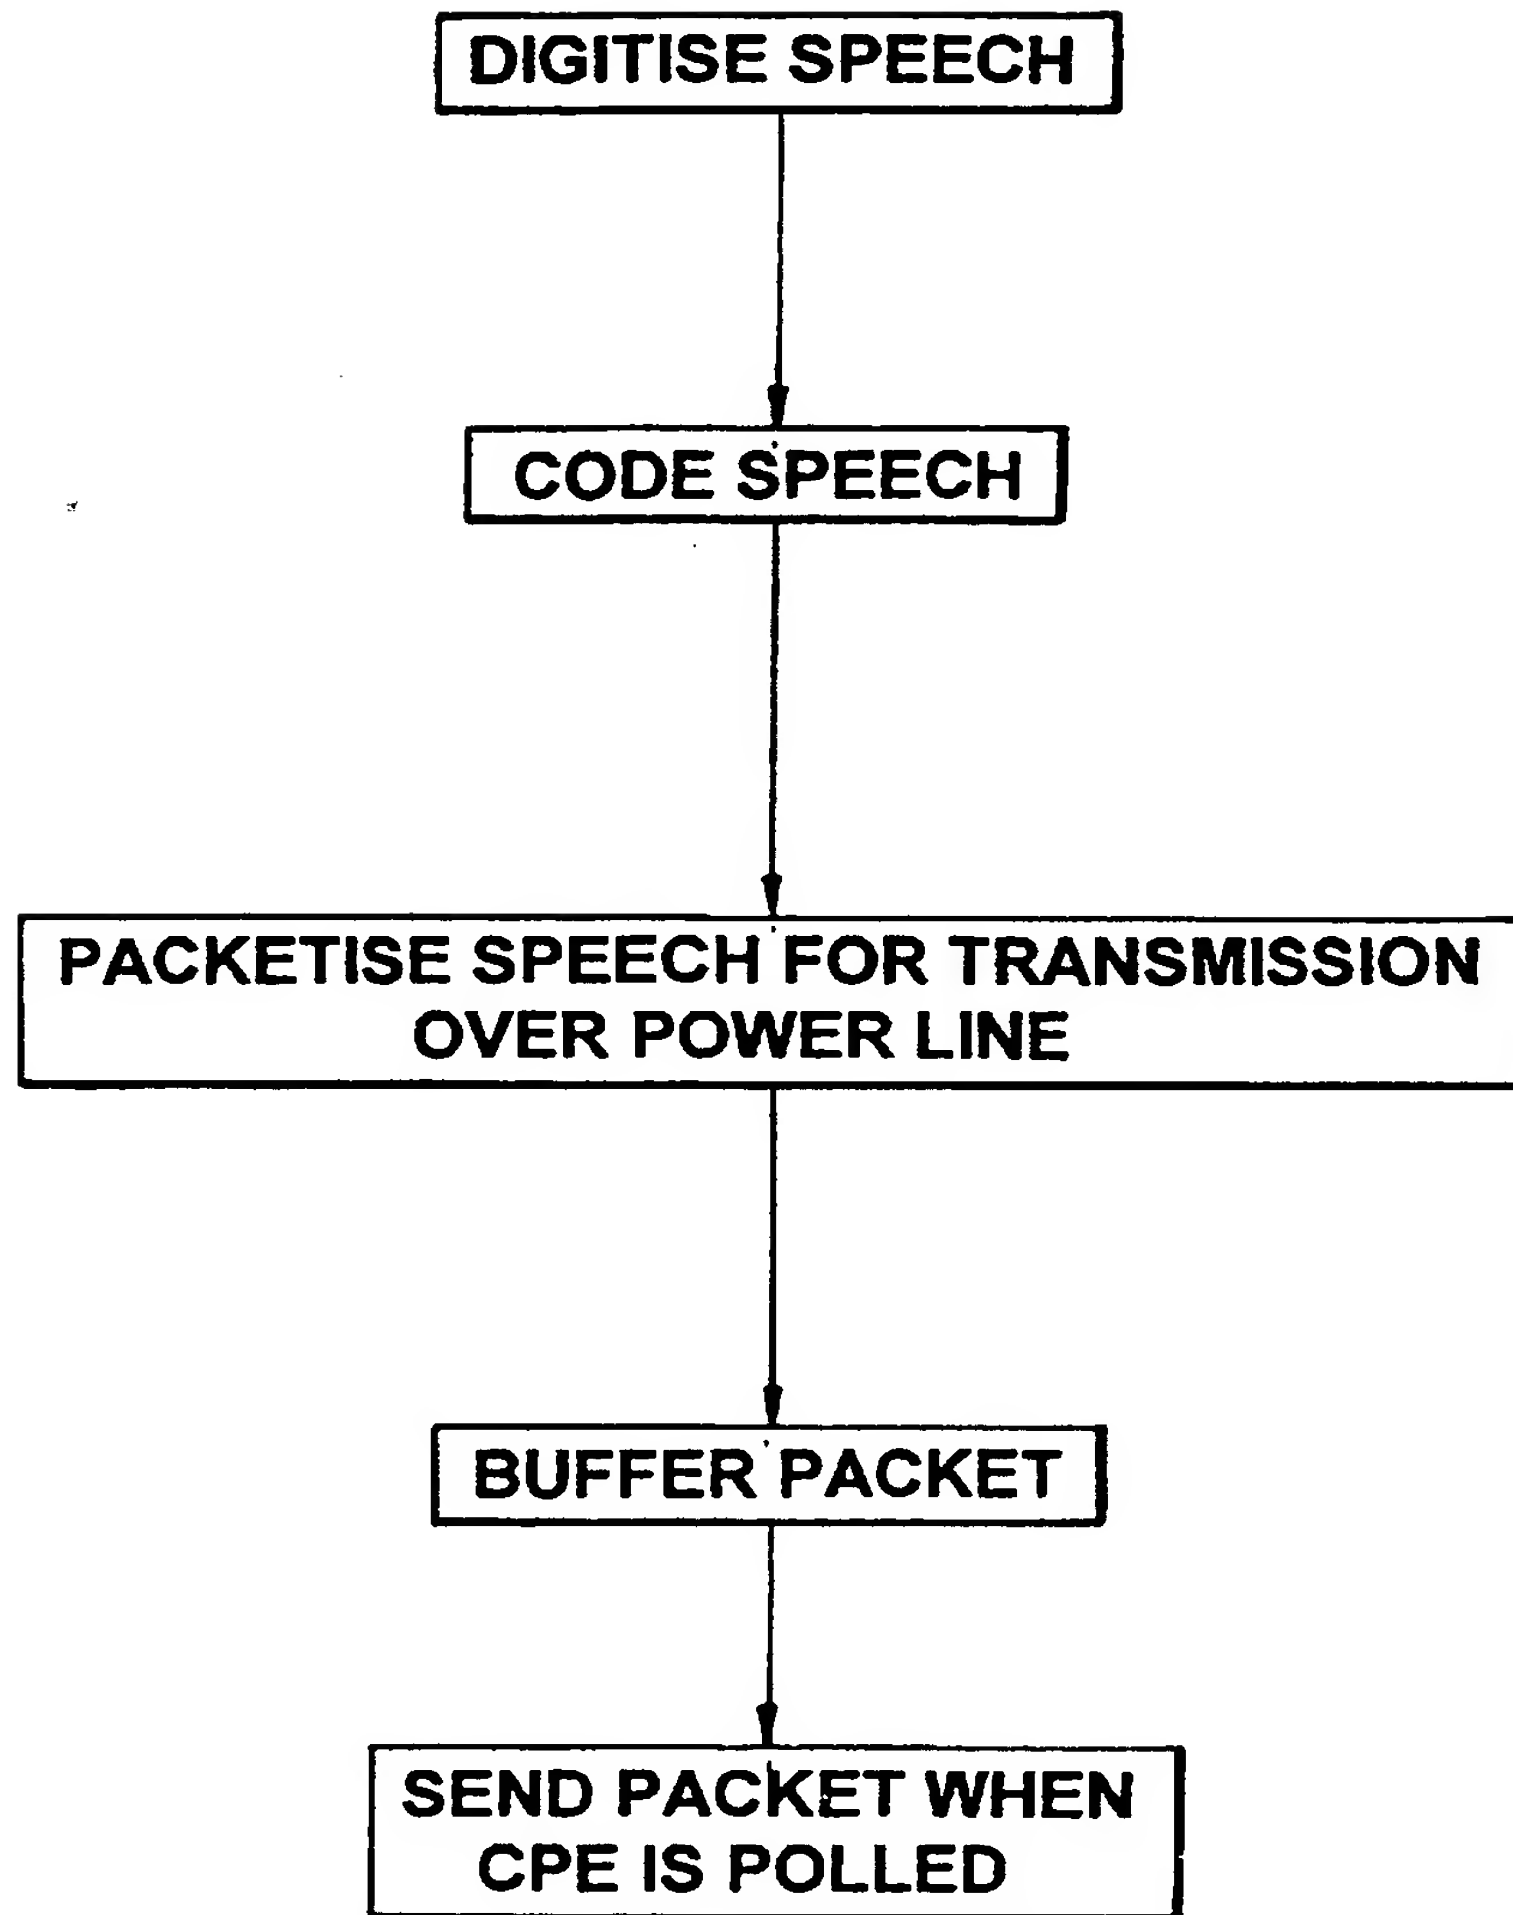 DIGITISE SPEECH
CODE SPEECH
PACKETISE SPEECH FOR TRANSMISSION
OVER POWER LINE
BUFFER PACKET
SEND PACKET WHEN
CPE IS POLLED